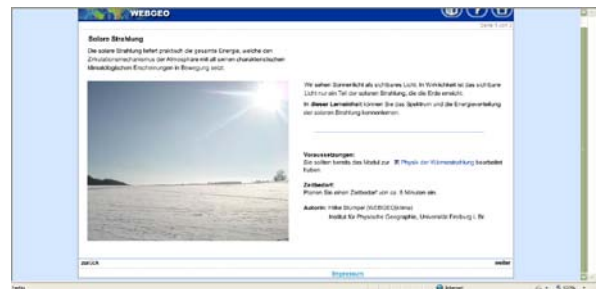 WEBGEO
Solare Strahlung
Die solare Strahlung liefert praktisch die gesamte Energie, welche den
Zirkulationsmechanismus der Atmosphäre mit all seinen charakteristischen
klimatologischen Erscheinungen in Bewegung setzt.
Wir sehen Sonnenlicht als sichtbares Licht. In Wirklichkeit ist das sichtbare
Licht nur ein Teil der solaren Strahlung, die die Erde erreicht.
In dieser Lerneinheit können Sie das Spektrum und die Energieverteilung
der solaren Strahlung kennenlernen.
Voraussetzungen:
Sie sollten bereits das Modul zur Physik der Wärmestrahlung bearbeitet
haben.
Zeitbedarf:
Planen Sie einen Zeitbedarf von ca. 5 Minuten ein.
Autorin: Stumpel (WEBGEO)
Institut für Physische Geographie, Universität Freiburg i. Br.
zurück
weiter
Impressum
Internet